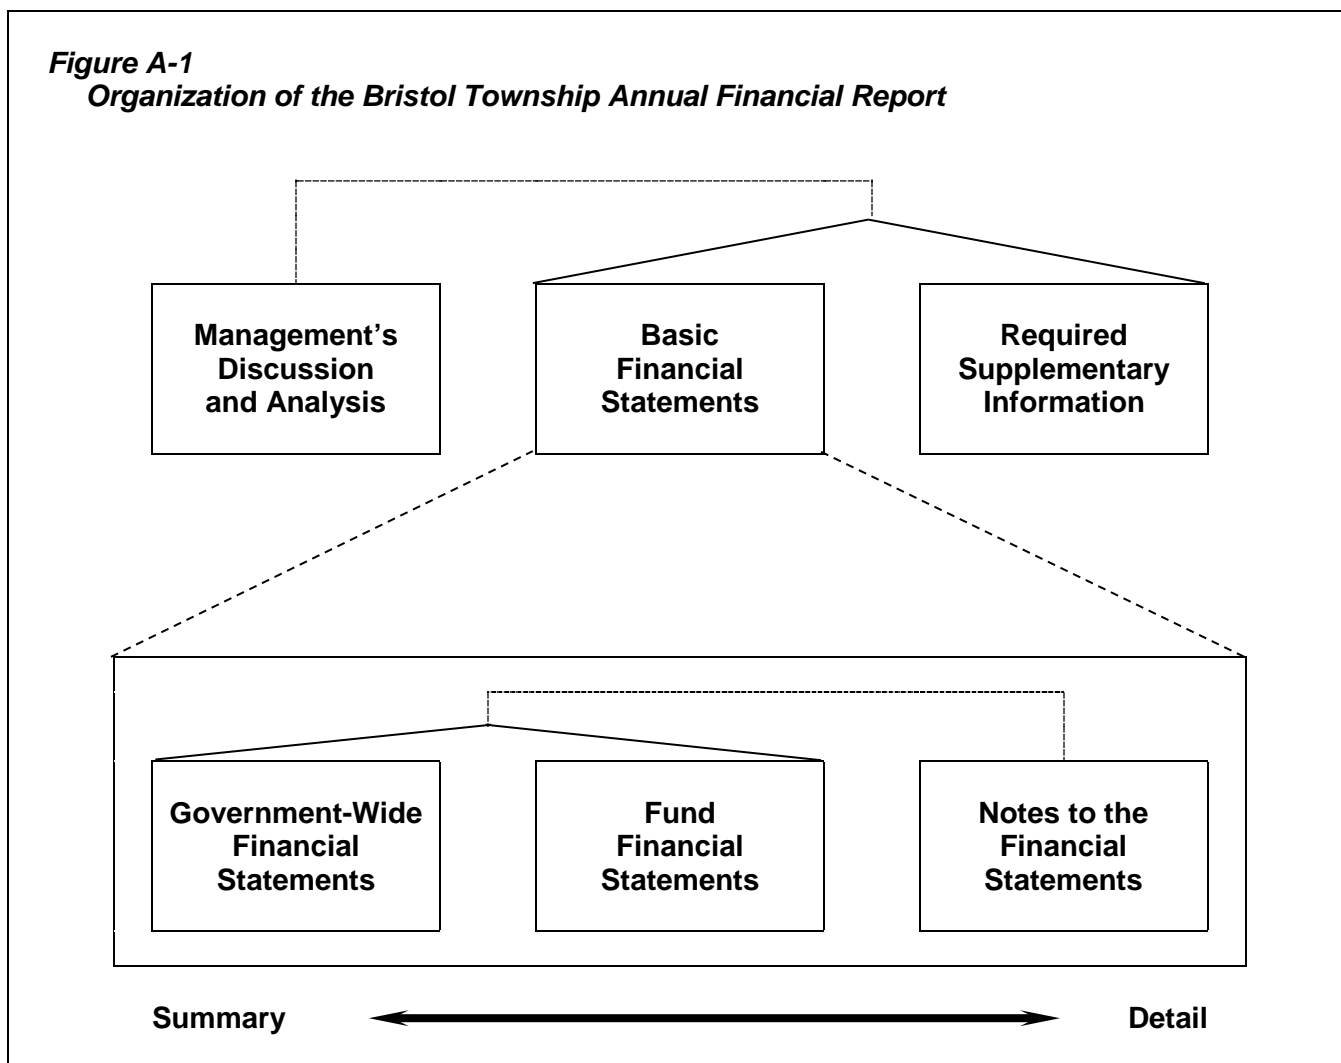 Figure A-1
Organization of the Bristol Township Annual Financial Report
Management’s
Discussion
and Analysis
Basic
Financial
Statements
Required
Supplementary
Information
Government-Wide
Financial
Statements
Fund
Financial
Statements
Notes to the
Financial
Statements
Summary
Detail